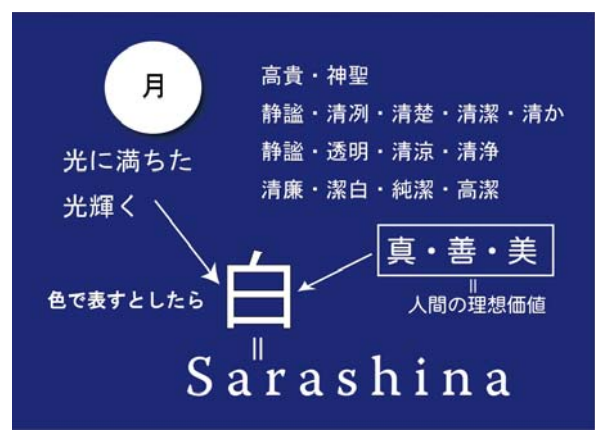 月
光に満ちた
光輝く
高貴・神聖
静謐・清冽・清楚・清潔・清か
静謐・透明・清涼・清浄
清廉・潔白・純潔・高潔
真・善・美
||
人間の理想価値
色で表すとしたら
白
||
Sarashina